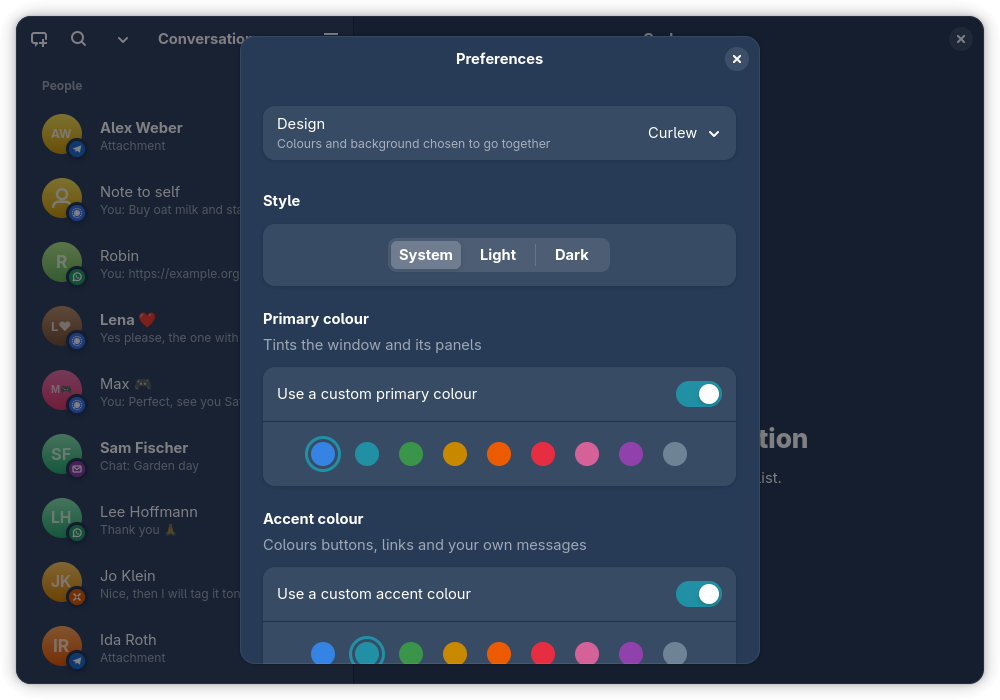 Conversation
People
AW
Alex Weber
Attachment
Note to self
You: Buy oat milk and sta
R
Robin
You: https://example.org
L
Lena ❤️
Yes please, the one with
M
Max 🎮
You: Perfect, see you Sa
SF
Sam Fischer
Chat: Garden day
LH
Lee Hoffmann
Thank you 🙏
JK
Jo Klein
Nice, then I will tag it ton
IR
Ida Roth
Attachment
Preferences
Design
Colours and background chosen to go together
Curlew
Style
System
Light
Dark
Primary colour
Tints the window and its panels
Use a custom primary colour
Accent colour
Colours buttons, links and your own messages
Use a custom accent colour
tion
list.